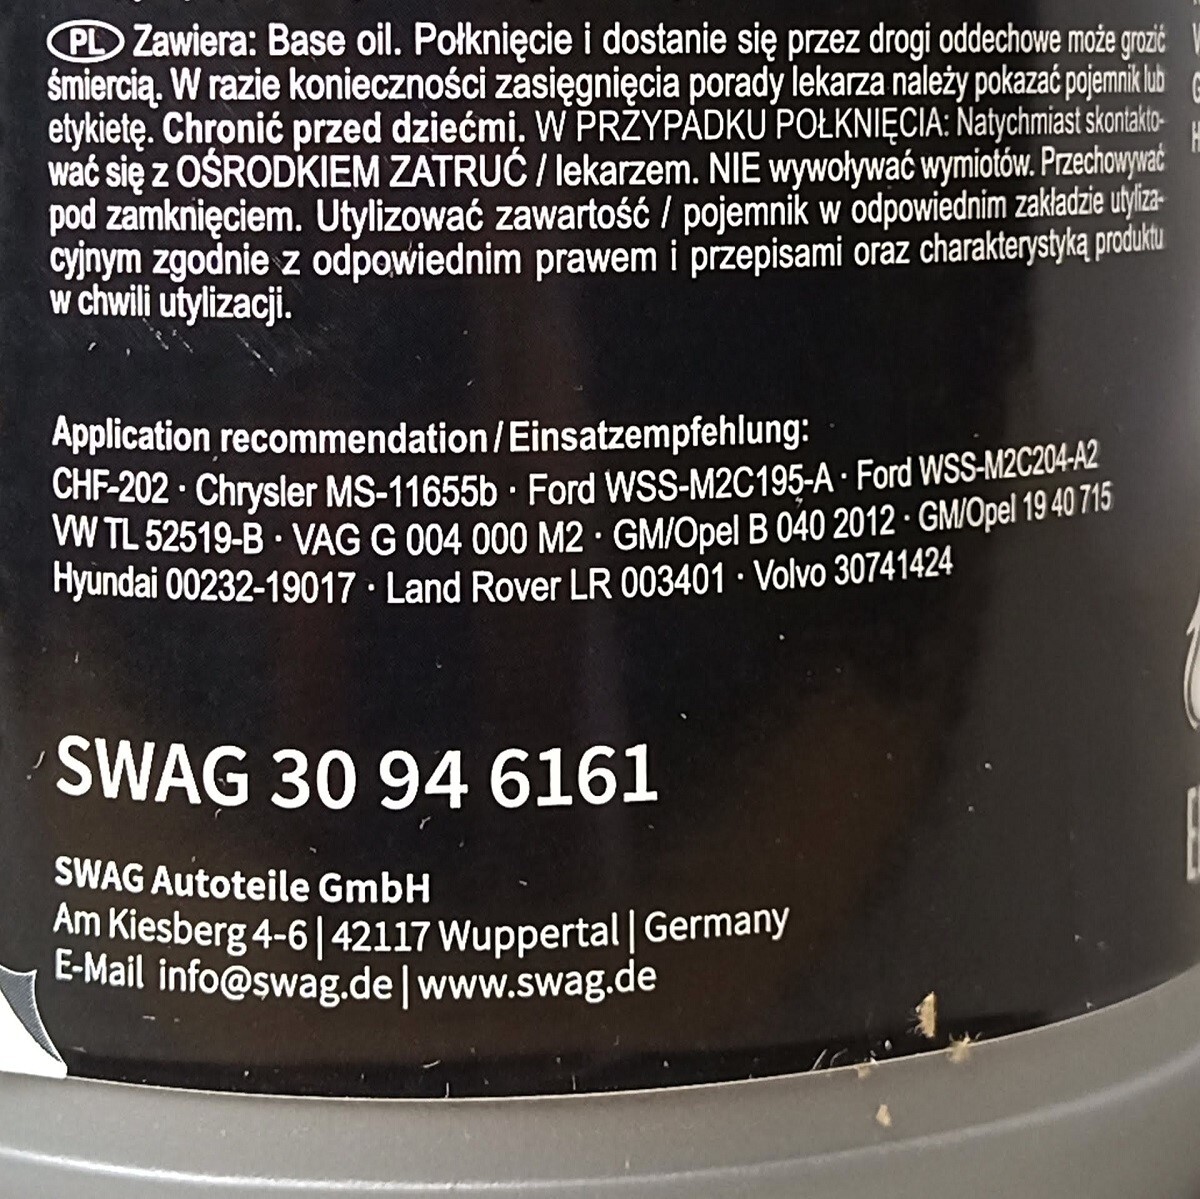 PL Zawiera: Base oil. Połknięcie i dostanie się przez drogi oddechowe może grozić
śmiercią. W razie konieczności zasięgnięcia porady lekarza należy pokazać pojemnik lub
etykietę. Chronić przed dziećmi. W PRZYPADKU POŁKNIĘCIA: Natychmiast skontakto-
wać się z OŚRODKIEM ZATRUĆ / lekarzem. NIE wywoływać wymiotów. Przechowywać
pod zamknięciem. Utylizować zawartość / pojemnik w odpowiednim zakładzie utyliza-
cyjnym zgodnie z odpowiednim prawem i przepisami oraz charakterystyką produktu
w chwili utylizacji.
Application recommendation / Einsatzempfehlung:
CHF-202 · Chrysler MS-11655b · Ford WSS-M2C195-A · Ford WSS-M2C204-A2
VW TL 52519-B · VAG G 004 000 M2 · GM/Opel B 040 2012 · GM/Opel 19 40 715
Hyundai 00232-19017 · Land Rover LR 003401 · Volvo 30741424
SWAG 30 94 6161
SWAG Autoteile GmbH
Am Kiesberg 4-6 | 42117 Wuppertal | Germany
E-Mail info@swag.de | www.swag.de